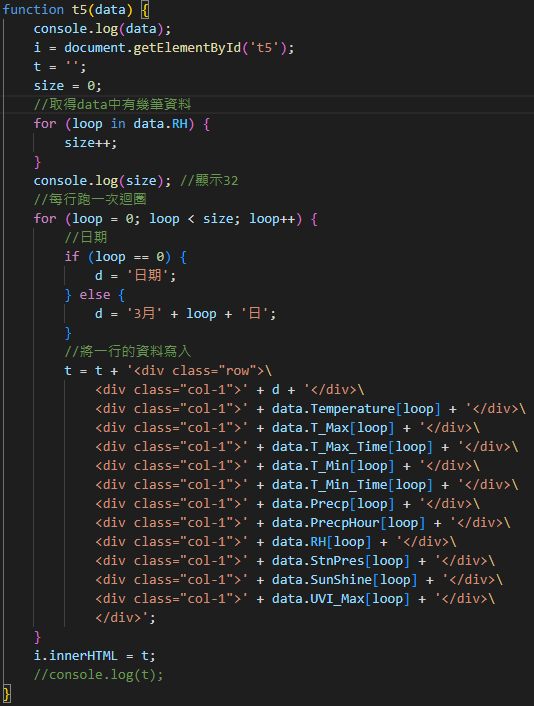 function t5(data) {
    console.log(data);
    i = document.getElementById('t5');
    t = '';
    size = 0;
    //取得data中有幾筆資料
    for (loop in data.RH) {
        size++;
    }
    console.log(size); //顯示32
    //每行跑一次迴圈
    for (loop = 0; loop < size; loop++) {
        //日期
        if (loop == 0) {
            d = '日期';
        } else {
            d = '3月' + loop + '日';
        }
        //將一行的資料寫入
        t = t + '<div class="row">\
            <div class="col-1">' + d + '</div>\
            <div class="col-1">' + data.Temperature[loop] + '</div>\
            <div class="col-1">' + data.T_Max[loop] + '</div>\
            <div class="col-1">' + data.T_Max_Time[loop] + '</div>\
            <div class="col-1">' + data.T_Min[loop] + '</div>\
            <div class="col-1">' + data.T_Min_Time[loop] + '</div>\
            <div class="col-1">' + data.Precp[loop] + '</div>\
            <div class="col-1">' + data.PrecpHour[loop] + '</div>\
            <div class="col-1">' + data.RH[loop] + '</div>\
            <div class="col-1">' + data.StnPres[loop] + '</div>\
            <div class="col-1">' + data.SunShine[loop] + '</div>\
            <div class="col-1">' + data.UVI_Max[loop] + '</div>\
            </div>';
    }
    i.innerHTML = t;
    //console.log(t);
}